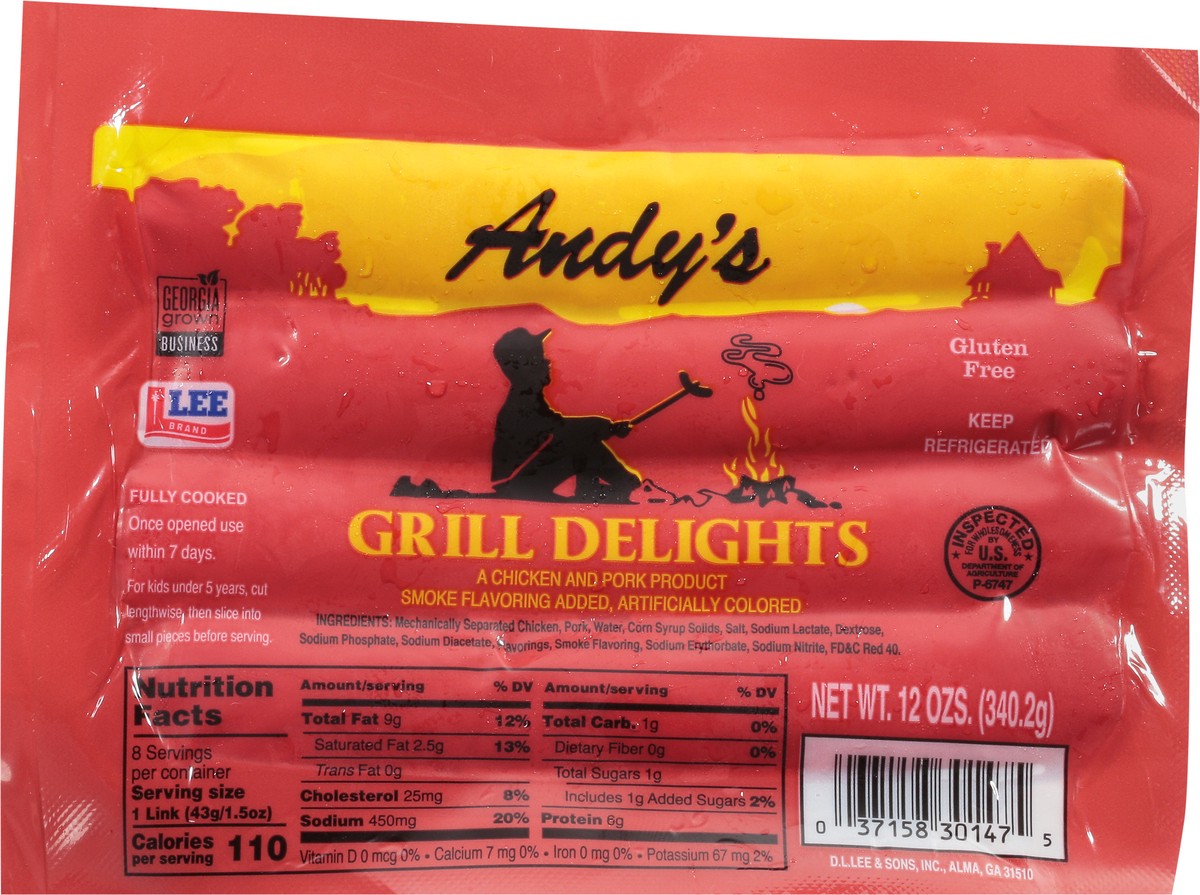 Andy's
GEORGIA
grown
BUSINESS
LEE
BRAND
Gluten
Free
KEEP
REFRIGERATED
FULLY COOKED
Once opened use
within 7 days.
For kids under 5 years, cut
lengthwise, then slice into
small pieces before serving.
GRILL DELIGHTS
A CHICKEN AND PORK PRODUCT
SMOKE FLAVORING ADDED, ARTIFICIALLY COLORED
INSPECTED
FOR WHOLESOMENESS
BY
U.S.
DEPARTMENT OF
AGRICULTURE
P-6747
INGREDIENTS: Mechanically Separated Chicken, Pork, Water, Corn Syrup Solids, Salt, Sodium Lactate, Dextrose,
Sodium Phosphate, Sodium Diacetate, Flavorings, Smoke Flavoring, Sodium Erythorbate, Sodium Nitrite, FD&C Red 40.
Nutrition
Facts
8 Servings
per container
Serving size
1 Link (43g/1.5oz)
Calories
per serving 110
Amount/serving % DV
Total Fat 9g 12%
Saturated Fat 2.5g 13%
Trans Fat 0g
Cholesterol 25mg 8%
Sodium 450mg 20%
Amount/serving % DV
Total Carb. 1g 0%
Dietary Fiber 0g 0%
Total Sugars 1g
Includes 1g Added Sugars 2%
Protein 6g
Vitamin D 0 mcg 0% • Calcium 7 mg 0% • Iron 0 mg 0% • Potassium 67 mg 2%
NET WT. 12 OZS. (340.2g)
0 37158 30147 5
D.L.LEE & SONS, INC., ALMA, GA 31510